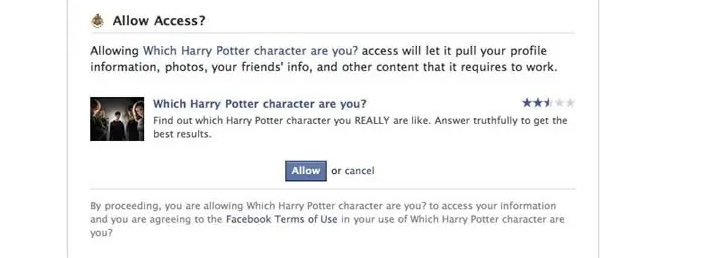 Allow Access?
Allowing Which Harry Potter character are you? access will let it pull your profile
information, photos, your friends' info, and other content that it requires to work.
Which Harry Potter character are you?
Find out which Harry Potter character you REALLY are like. Answer truthfully to get the
best results.
Allow or cancel
By proceeding, you are allowing Which Harry Potter character are you? to access your information
and you are agreeing to the Facebook Terms of Use in your use of Which Harry Potter character are
you?